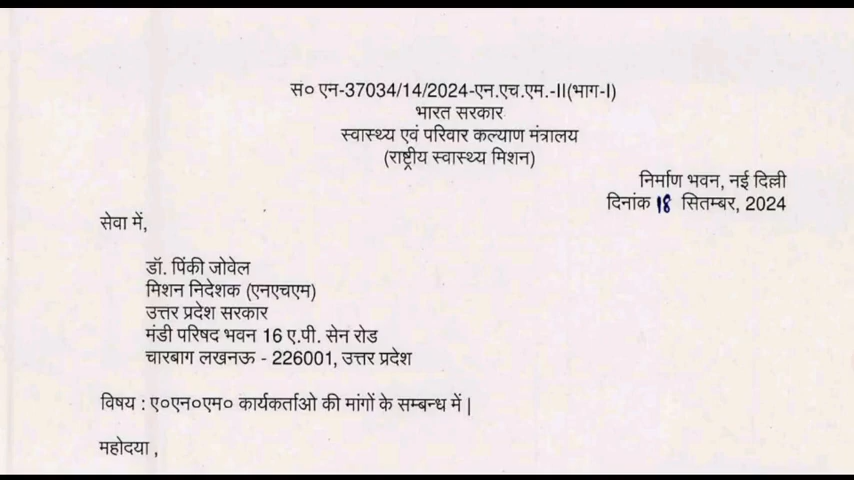 स० एन-37034/14/2024-एन.एच.एम.-II(भाग-I)
भारत सरकार
स्वास्थ्य एवं परिवार कल्याण मंत्रालय
(राष्ट्रीय स्वास्थ्य मिशन)
निर्माण भवन, नई दिल्ली
दिनांक 18 सितम्बर, 2024
सेवा में,
डॉ. पिंकी जोवेल
मिशन निदेशक (एनएचएम)
उत्तर प्रदेश सरकार
मंडी परिषद भवन 16 ए.पी. सेन रोड
चारबाग लखनऊ - 226001, उत्तर प्रदेश
विषय : ए०एन०एम० कार्यकर्ताओ की मांगों के सम्बन्ध में |
महोदया ,